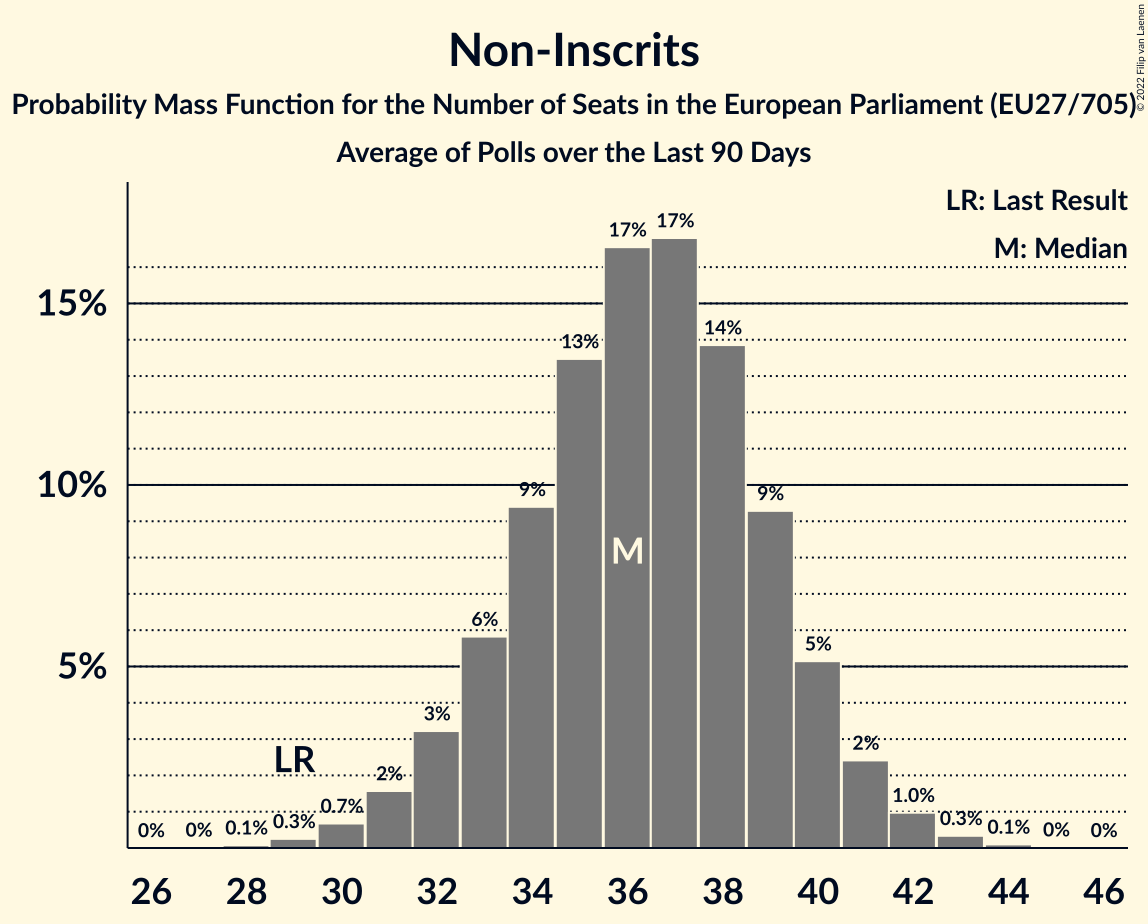 Non-Inscrits
Probability Mass Function for the Number of Seats in the European Parliament (EU27/705)
Average of Polls over the Last 90 Days
© 2022 Filip van Laenen
LR: Last Result
M: Median
15%
10%
5%
0%
0%
0.1%
0.3%
0.7%
2%
3%
6%
9%
13%
17%
17%
14%
9%
5%
2%
1.0%
0.3%
0.1%
0%
0%
LR
M
26 28 30 32 34 36 38 40 42 44 46